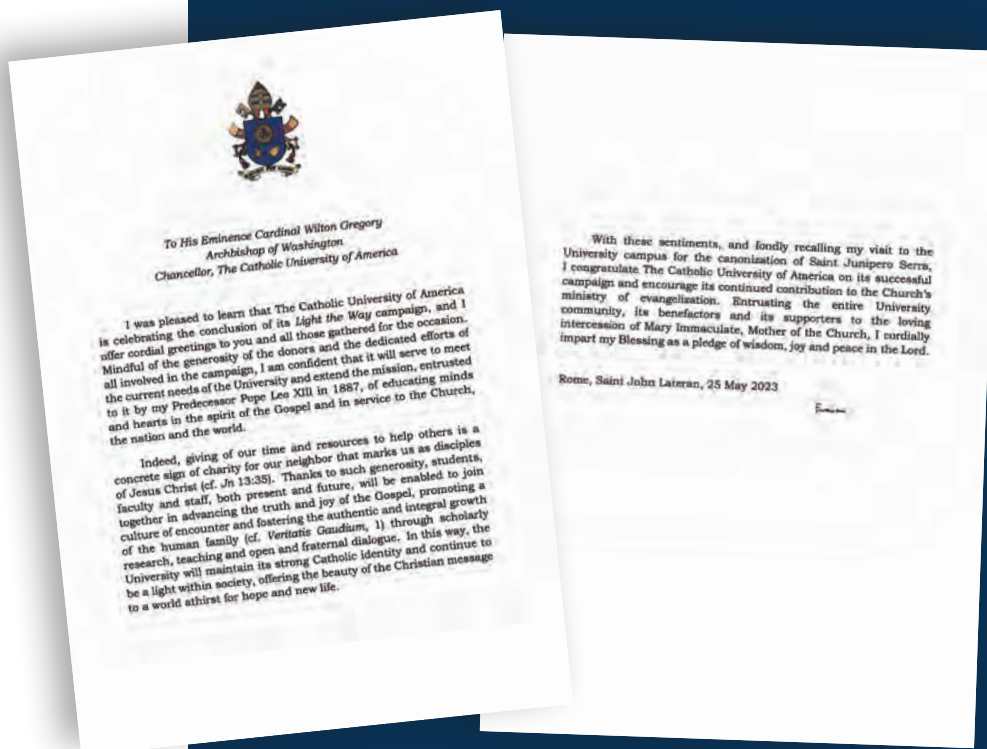 To His Eminence Cardinal Wilton Gregory
Archbishop of Washington
Chancellor, The Catholic University of America
I was pleased to learn that The Catholic University of America
is celebrating the conclusion of its Light the Way campaign, and I
offer cordial greetings to you and all those gathered for the occasion.
Mindful of the generosity of the donors and the dedicated efforts of
all involved in the campaign, I am confident that it will serve to meet
the current needs of the University and extend the mission, entrusted
to it by my Predecessor Pope Leo XIII in 1887, of educating minds
and hearts in the spirit of the Gospel and in service to the Church,
the nation and the world.
Indeed, giving of our time and resources to help others is a
concrete sign of charity for our neighbor that marks us as disciples
of Jesus Christ (cf. Jn 13:35). Thanks to such generosity, students,
faculty and staff, both present and future, will be enabled to join
together in advancing the truth and joy of the Gospel, promoting a
culture of encounter and fostering the authentic and integral growth
of the human family (cf. Veritatis Gaudium, 1) through scholarly
research, teaching and open and fraternal dialogue. In this way, the
University will maintain its strong Catholic identity and continue to
be a light within society, offering the beauty of the Christian message
to a world athirst for hope and new life.
With these sentiments, and fondly recalling my visit to the
University campus for the canonization of Saint Junipero Serra,
I congratulate The Catholic University of America on its successful
campaign and encourage its continued contribution to the Church's
ministry of evangelization. Entrusting the entire University
community, its benefactors and its supporters to the loving
intercession of Mary Immaculate, Mother of the Church, I cordially
impart my Blessing as a pledge of wisdom, joy and peace in the Lord.
Rome, Saint John Lateran, 25 May 2023